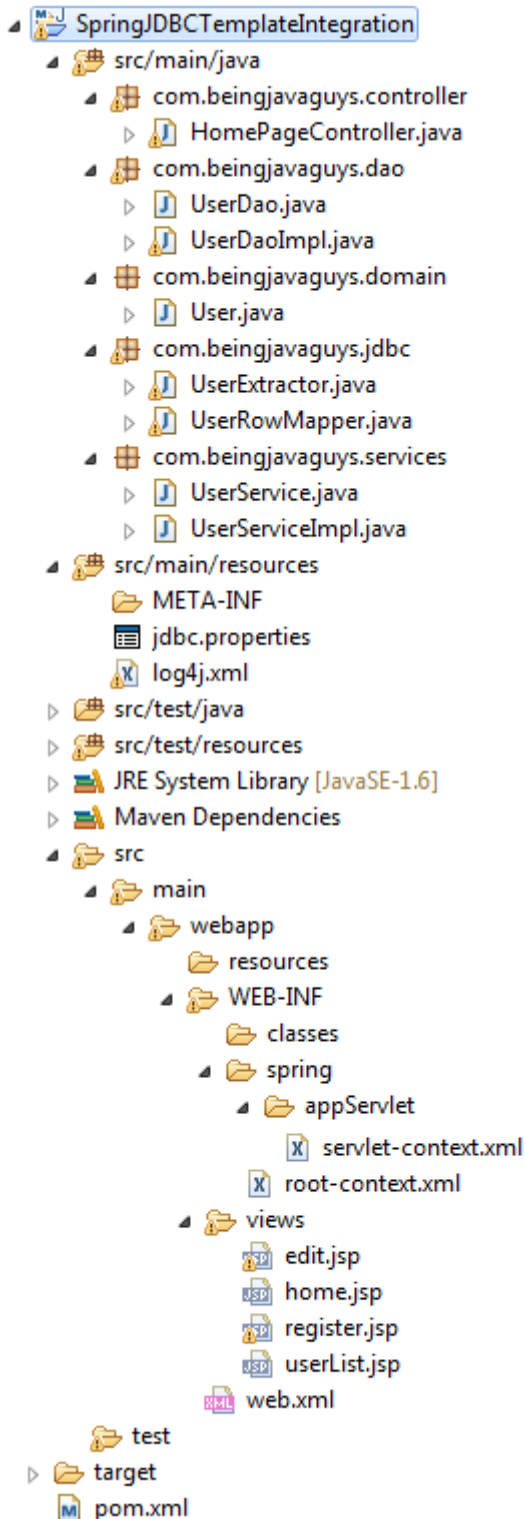 SpringJDBCTemplateIntegration
src/main/java
com.beingjavaguys.controller
HomePageController.java
com.beingjavaguys.dao
UserDao.java
UserDaoImpl.java
com.beingjavaguys.domain
User.java
com.beingjavaguys.jdbc
UserExtractor.java
UserRowMapper.java
com.beingjavaguys.services
UserService.java
UserServiceImpl.java
src/main/resources
META-INF
jdbc.properties
log4j.xml
src/test/java
src/test/resources
JRE System Library [JavaSE-1.6]
Maven Dependencies
src
main
webapp
resources
WEB-INF
classes
spring
appServlet
servlet-context.xml
root-context.xml
views
edit.jsp
home.jsp
register.jsp
userList.jsp
web.xml
test
target
pom.xml